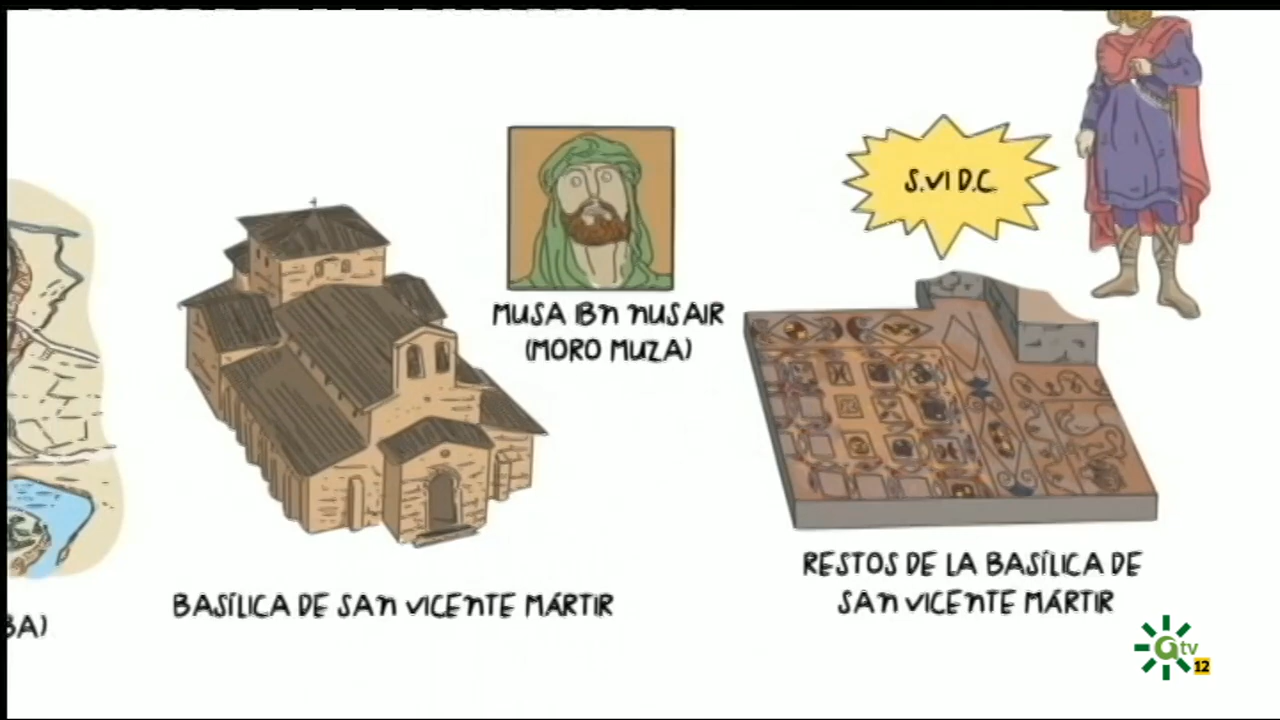 S.VI D.C.
MUSA IBN NUSAIR
(MORO MUZA)
RESTOS DE LA BASÍLICA DE
SAN VICENTE MÁRTIR
BASÍLICA DE SAN VICENTE MÁRTIR
BA)
tv
12